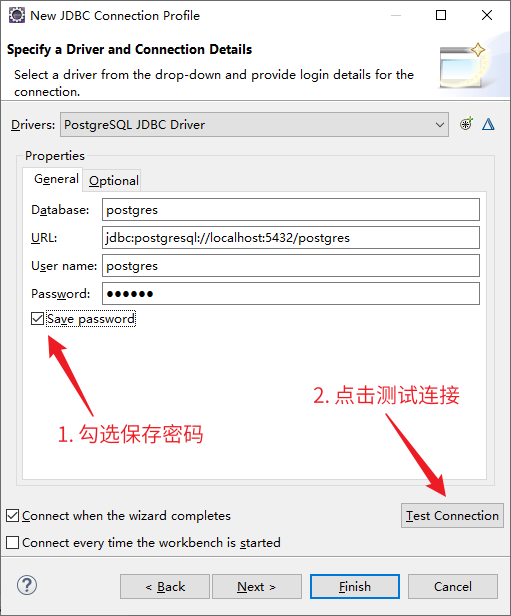 New JDBC Connection Profile
Specify a Driver and Connection Details
Select a driver from the drop-down and provide login details for the
connection.
Drivers: PostgreSQL JDBC Driver
Properties
General Optional
Database: postgres
URL: jdbc:postgresql://localhost:5432/postgres
User name: postgres
Password: ●●●●●●
Save password
1. 勾选保存密码
2. 点击测试连接
Connect when the wizard completes
Test Connection
Connect every time the workbench is started
? < Back Next > Finish Cancel